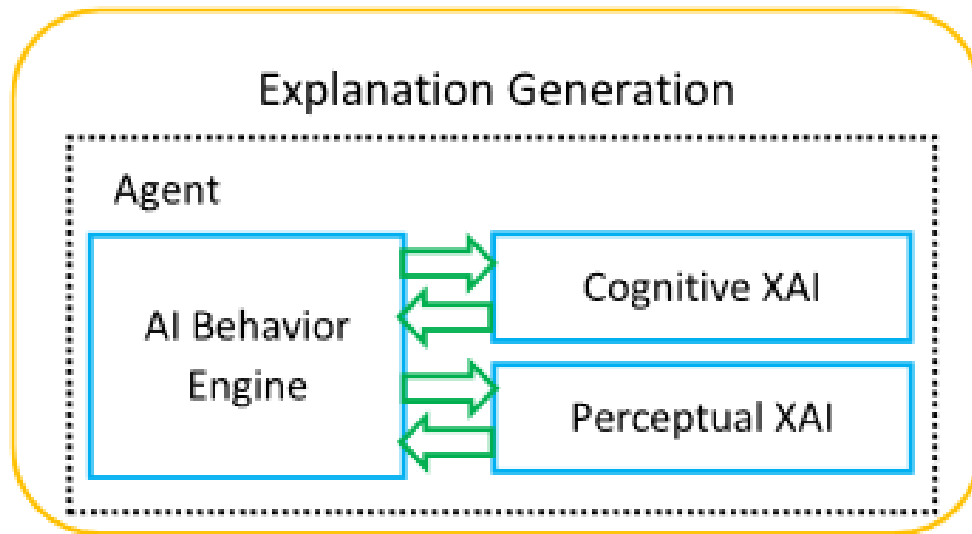 Explanation Generation
Agent
AI Behavior
Engine
Cognitive XAI
Perceptual XAI